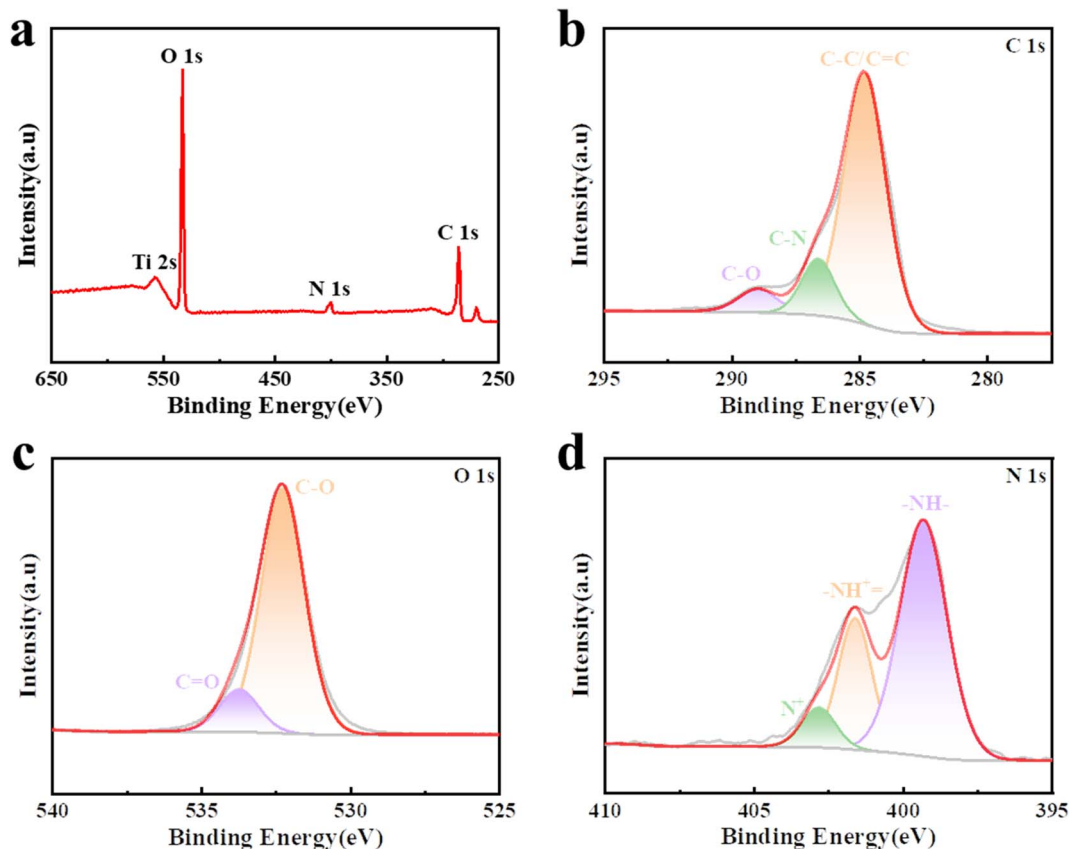 a
O 1s
Ti 2s
N 1s
C 1s
Intensity(a.u)
650
550
450
350
250
Binding Energy(eV)
b
C 1s
C-C/C=C
C-N
C-O
Intensity(a.u)
295
290
285
280
Binding Energy(eV)
c
O 1s
C-O
C=O
Intensity(a.u)
540
535
530
525
Binding Energy(eV)
d
N 1s
-NH-
-NH⁺=
N⁺
Intensity(a.u)
410
405
400
395
Binding Energy(eV)